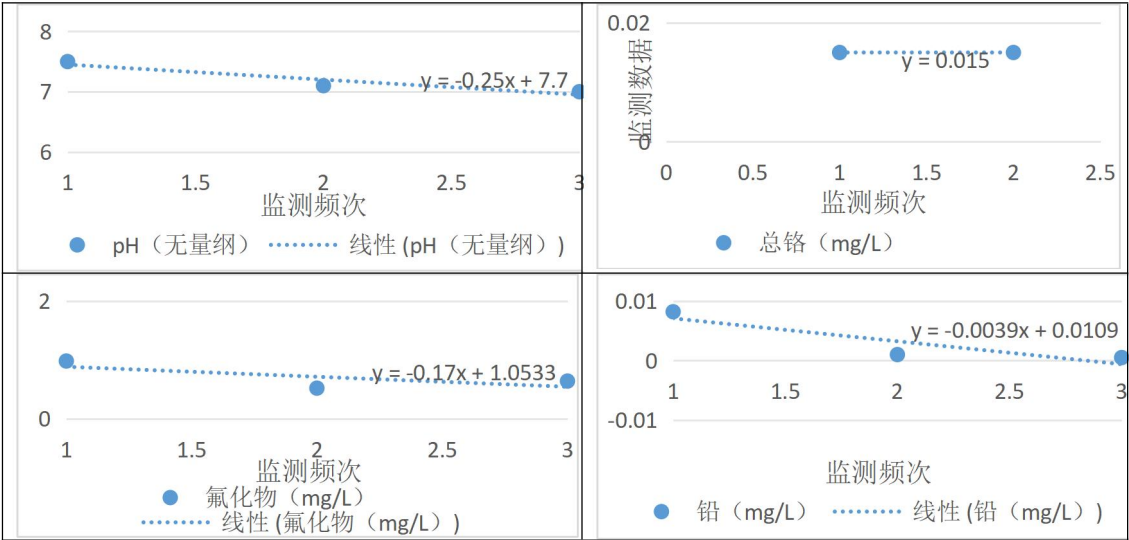 8
7
6
y = -0.25x + 7.7
1 1.5 2 2.5 3
监测频次
pH（无量纲） 线性 (pH（无量纲）)
0.02
0
监测数据
y = 0.015
0 0.5 1 1.5 2 2.5
监测频次
总铬（mg/L）
2
0
y = -0.17x + 1.0533
1 1.5 2 2.5 3
监测频次
氟化物（mg/L）
线性 (氟化物（mg/L）)
0.01
0
-0.01
y = -0.0039x + 0.0109
1 1.5 2 2.5 3
监测频次
铅（mg/L） 线性 (铅（mg/L）)